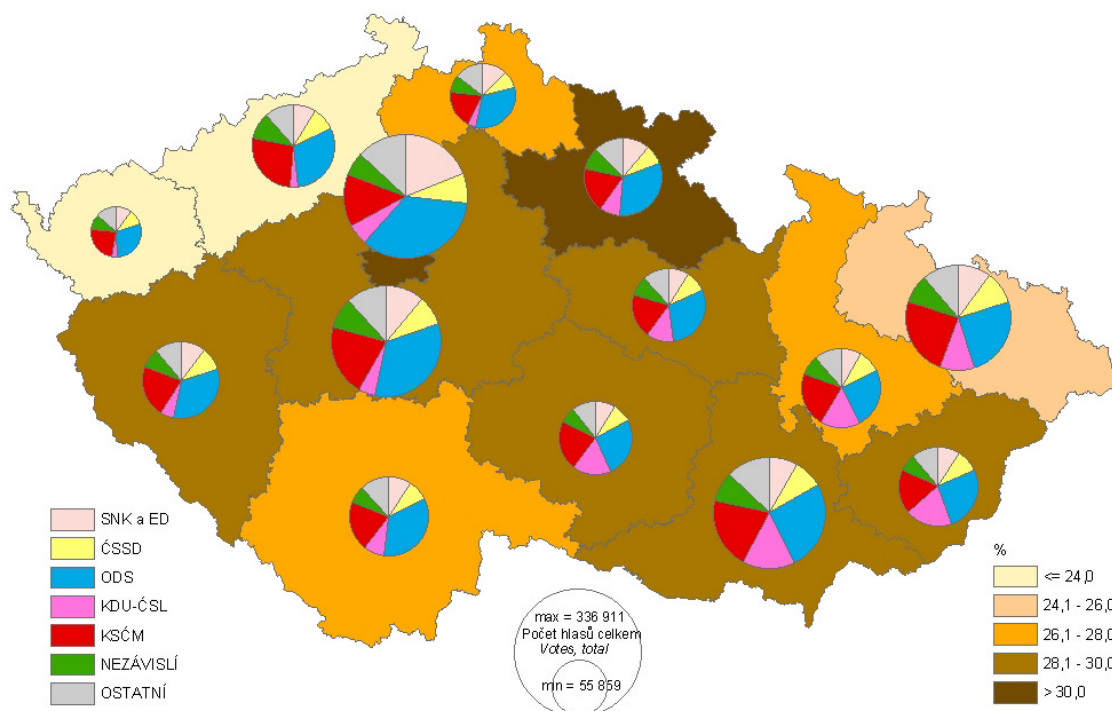 SNK a ED
ČSSD
ODS
KDU-ČSL
KSČM
NEZÁVISLÍ
OSTATNÍ
max = 336 911
Počet hlasů celkem
Votes, total
min = 55 859
%
<= 24,0
24,1 - 26,0
26,1 - 28,0
28,1 - 30,0
> 30,0